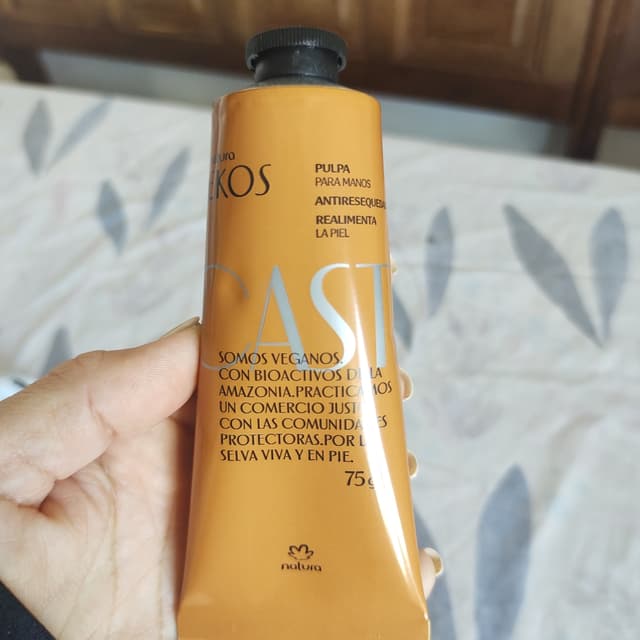 EKOS
PULPA
PARA MANOS
ANTIRESEQUEDA
REALIMENTA
LA PIEL
CAST
SOMOS VEGANOS.
CON BIOACTIVOS DE LA
AMAZONIA.PRACTICAMOS
UN COMERCIO JUSTO
CON LAS COMUNIDADES
PROTECTORAS.POR LA
SELVA VIVA Y EN PIE.
75g
natura